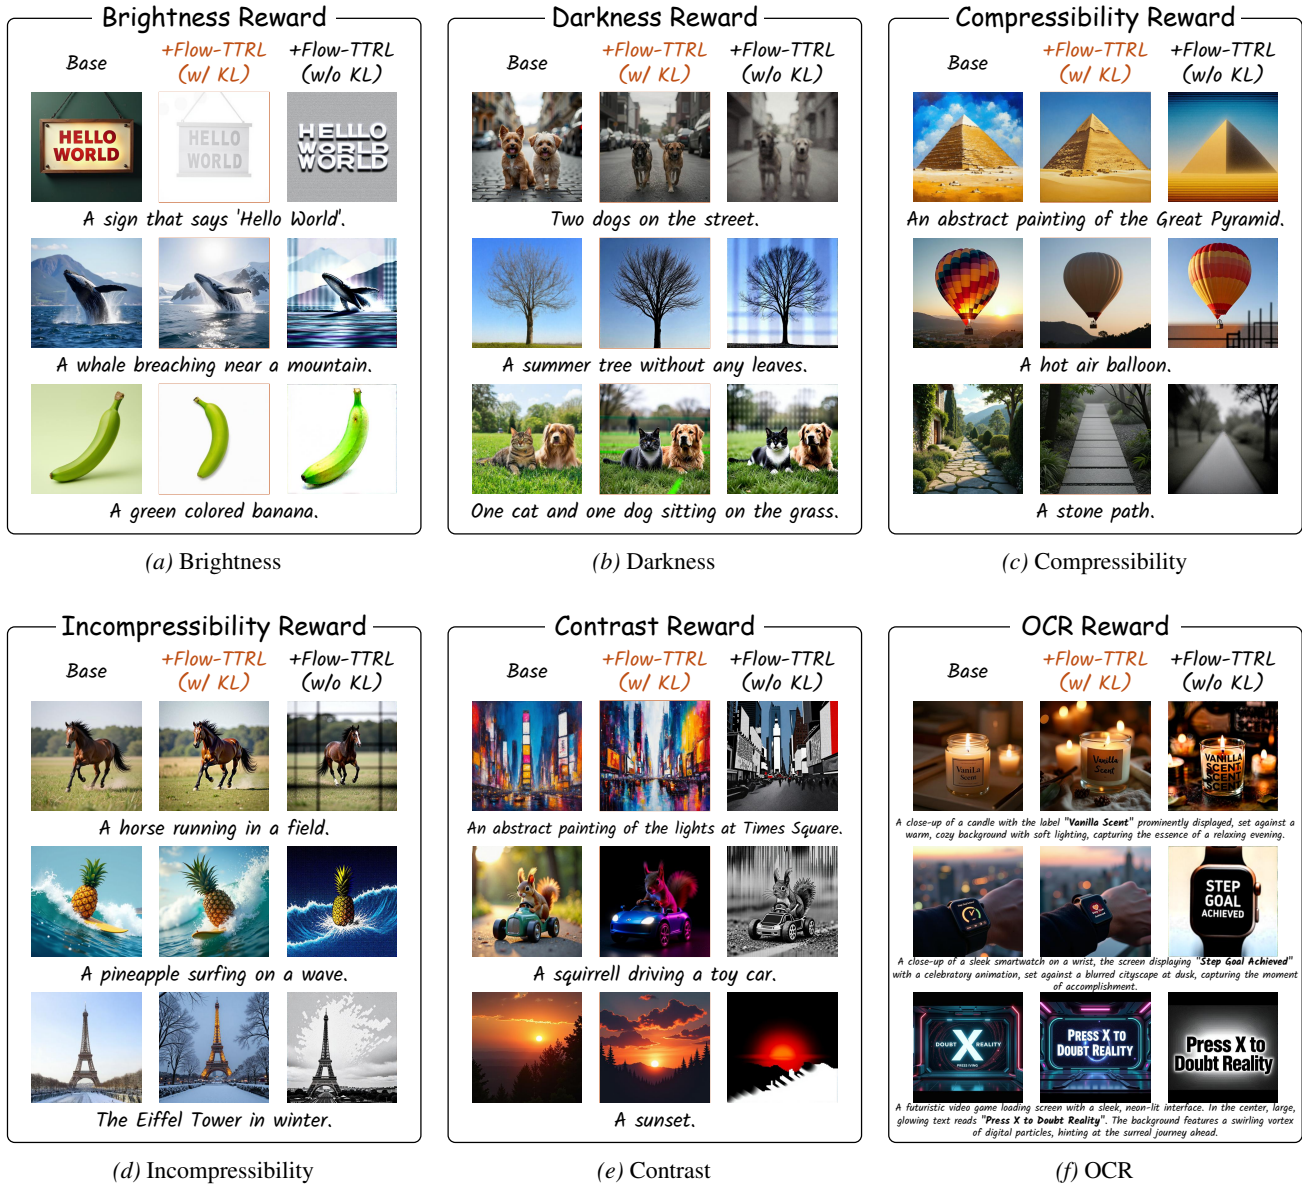 Brightness Reward
Base
+Flow-TTRL
(w/ KL)
+Flow-TTRL
(w/o KL)
HELLO
WORLD
HELLO
WORLD
HELLLO
WORLD
WORLD
A sign that says 'Hello World'.
A whale breaching near a mountain.
A green colored banana.
(a) Brightness
Darkness Reward
Base
+Flow-TTRL
(w/ KL)
+Flow-TTRL
(w/o KL)
Two dogs on the street.
A summer tree without any leaves.
One cat and one dog sitting on the grass.
(b) Darkness
Compressibility Reward
Base
+Flow-TTRL
(w/ KL)
+Flow-TTRL
(w/o KL)
An abstract painting of the Great Pyramid.
A hot air balloon.
A stone path.
(c) Compressibility
Incompressibility Reward
Base
+Flow-TTRL
(w/ KL)
+Flow-TTRL
(w/o KL)
A horse running in a field.
A pineapple surfing on a wave.
The Eiffel Tower in winter.
(d) Incompressibility
Contrast Reward
Base
+Flow-TTRL
(w/ KL)
+Flow-TTRL
(w/o KL)
An abstract painting of the lights at Times Square.
A squirrell driving a toy car.
A sunset.
(e) Contrast
OCR Reward
Base
+Flow-TTRL
(w/ KL)
+Flow-TTRL
(w/o KL)
Vanilla
Scent
VANILLA
SCENT,
SCENT
SCENT
A close-up of a candle with the label "Vanilla Scent" prominently displayed, set against a
warm, cozy background with soft lighting, capturing the essence of a relaxing evening.
STEP
GOAL
ACHIEVED
A close-up of a sleek smartwatch on a wrist, the screen displaying "Step Goal Achieved"
with a celebratory animation, set against a blurred cityscape at dusk, capturing the moment
of accomplishment.
DOUBT X REALITY
PRESS X TO
DOUBT REALITY
Press X to
Doubt Reality
A futuristic video game loading screen with a sleek, neon-lit interface. In the center, large,
glowing text reads "Press X to Doubt Reality". The background features a swirling vortex
of digital particles, hinting at the surreal journey ahead.
(f) OCR